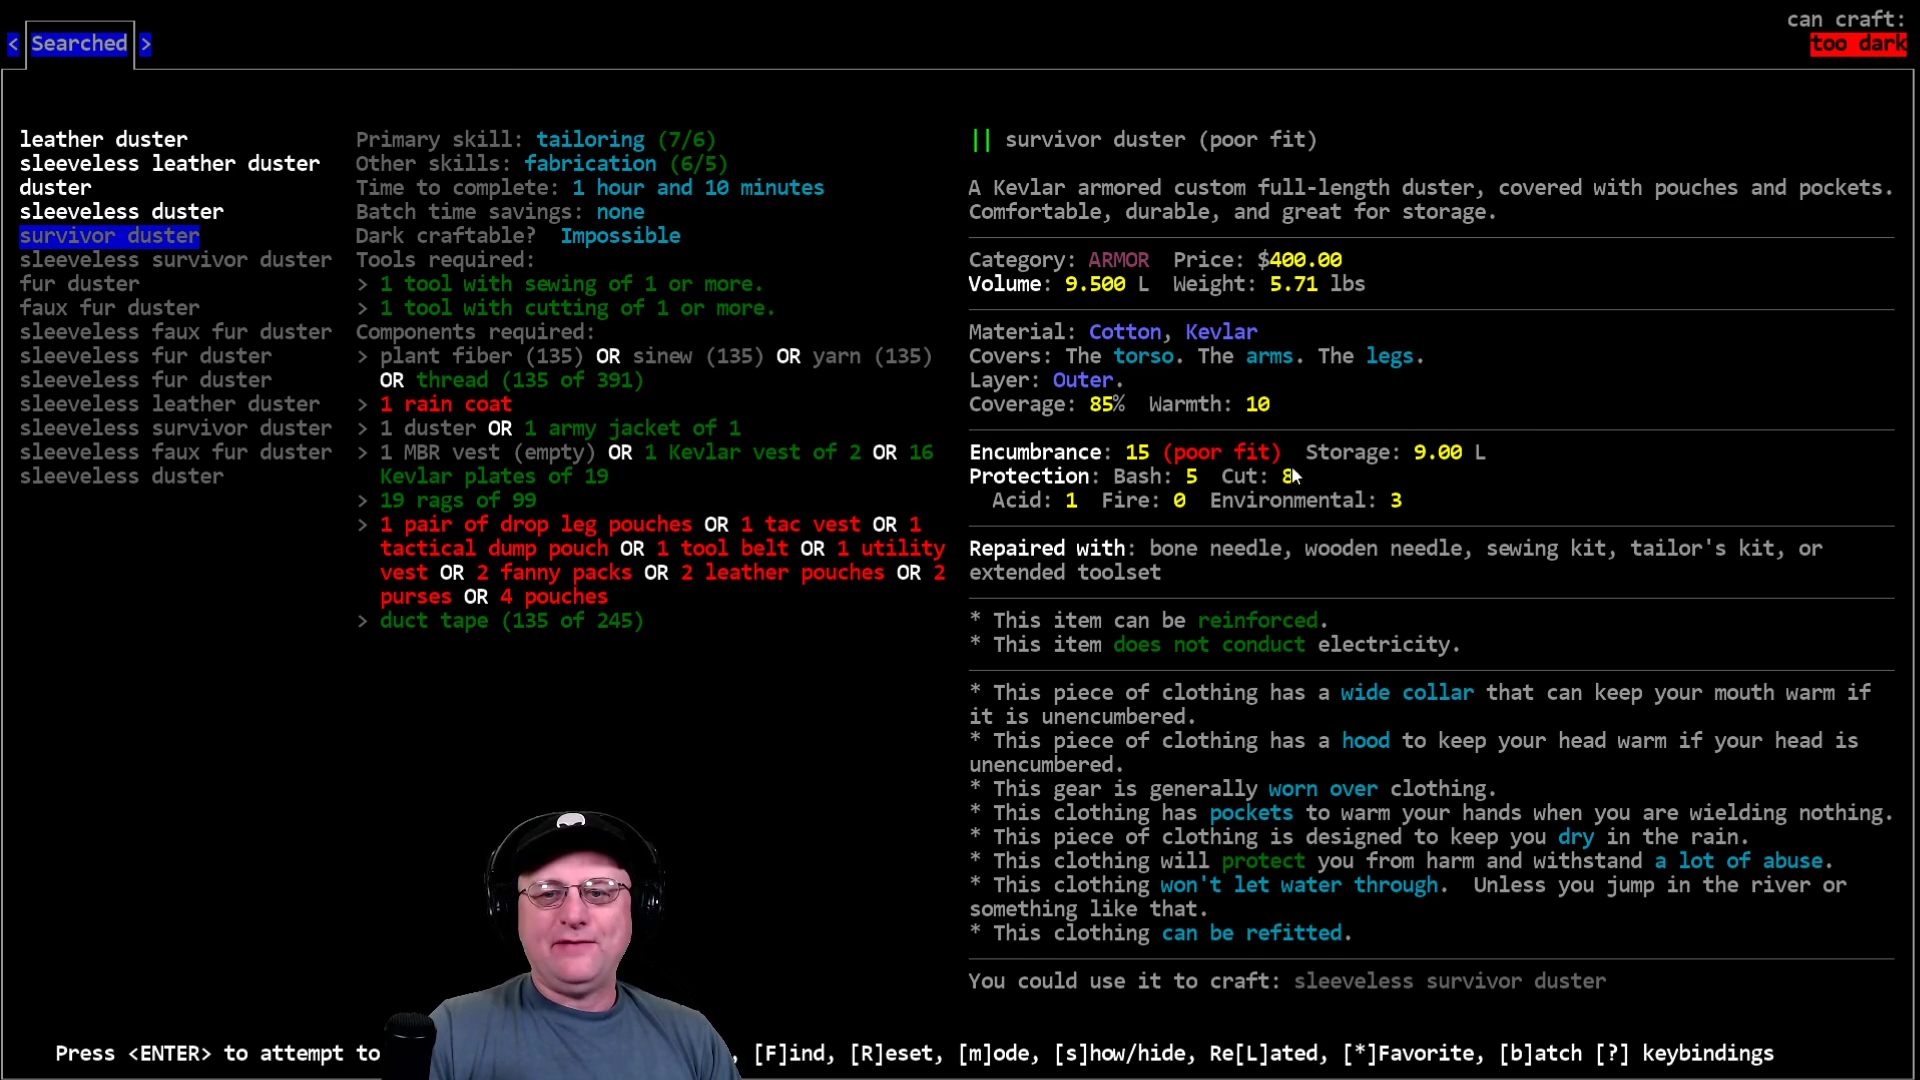 can craft:
< Searched >
too dark
leather duster
sleeveless leather duster
duster
sleeveless duster
survivor duster
sleeveless survivor duster
fur duster
faux fur duster
sleeveless faux fur duster
sleeveless fur duster
sleeveless fur duster
sleeveless leather duster
sleeveless survivor duster
sleeveless faux fur duster
sleeveless duster
Primary skill: tailoring (7/6)
Other skills: fabrication (6/5)
Time to complete: 1 hour and 10 minutes
Batch time savings: none
Dark craftable? Impossible
Tools required:
> 1 tool with sewing of 1 or more.
> 1 tool with cutting of 1 or more.
Components required:
> plant fiber (135) OR sinew (135) OR yarn (135)
OR thread (135 of 391)
> 1 rain coat
> 1 duster OR 1 army jacket of 1
> 1 MBR vest (empty) OR 1 Kevlar vest of 2 OR 16
Kevlar plates of 19
> 19 rags of 99
> 1 pair of drop leg pouches OR 1 tac vest OR 1
tactical dump pouch OR 1 tool belt OR 1 utility
vest OR 2 fanny packs OR 2 leather pouches OR 2
purses OR 4 pouches
> duct tape (135 of 245)
|| survivor duster (poor fit)
A Kevlar armored custom full-length duster, covered with pouches and pockets.
Comfortable, durable, and great for storage.
Category: ARMOR Price: $400.00
Volume: 9.500 L Weight: 5.71 lbs
Material: Cotton, Kevlar
Covers: The torso. The arms. The legs.
Layer: Outer.
Coverage: 85% Warmth: 10
Encumbrance: 15 (poor fit) Storage: 9.00 L
Protection: Bash: 5 Cut: 8
Acid: 1 Fire: 0 Environmental: 3
Repaired with: bone needle, wooden needle, sewing kit, tailor's kit, or
extended toolset
* This item can be reinforced.
* This item does not conduct electricity.
* This piece of clothing has a wide collar that can keep your mouth warm if
it is unencumbered.
* This piece of clothing has a hood to keep your head warm if your head is
unencumbered.
* This gear is generally worn over clothing.
* This clothing has pockets to warm your hands when you are wielding nothing.
* This piece of clothing is designed to keep you dry in the rain.
* This clothing will protect you from harm and withstand a lot of abuse.
* This clothing won't let water through. Unless you jump in the river or
something like that.
* This clothing can be refitted.
You could use it to craft: sleeveless survivor duster
Press <ENTER> to attempt to , [F]ind, [R]eset, [m]ode, [s]how/hide, Re[L]ated, [*]Favorite, [b]atch [?] keybindings